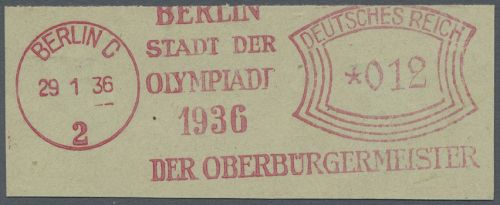 BERLIN C
29 1 36
2
BERLIN
STADT DER
OLYMPIADE
1936
DER OBERBÜRGERMEISTER
DEUTSCHES REICH
*012